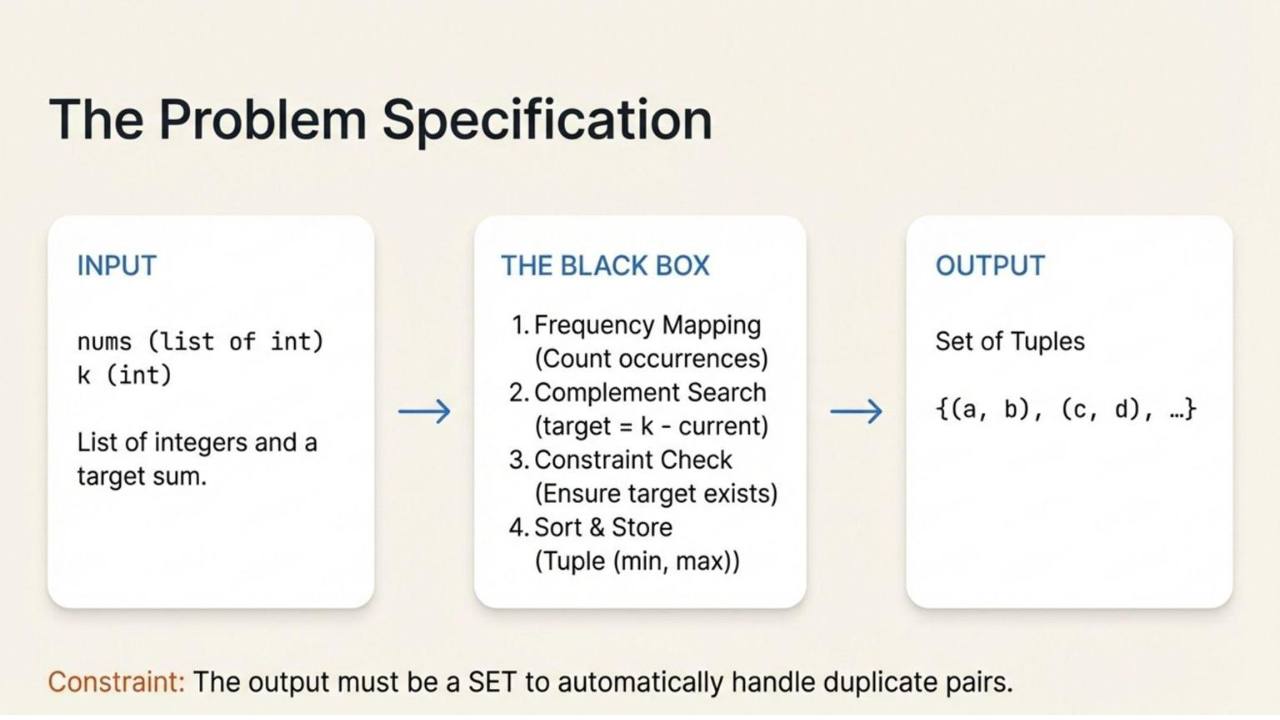 The Problem Specification
INPUT
nums (list of int)
k (int)
List of integers and a
target sum.
THE BLACK BOX
1. Frequency Mapping
(Count occurrences)
2. Complement Search
(target = k - current)
3. Constraint Check
(Ensure target exists)
4. Sort & Store
(Tuple (min, max))
OUTPUT
Set of Tuples
{(a, b), (c, d), …}
Constraint: The output must be a SET to automatically handle duplicate pairs.